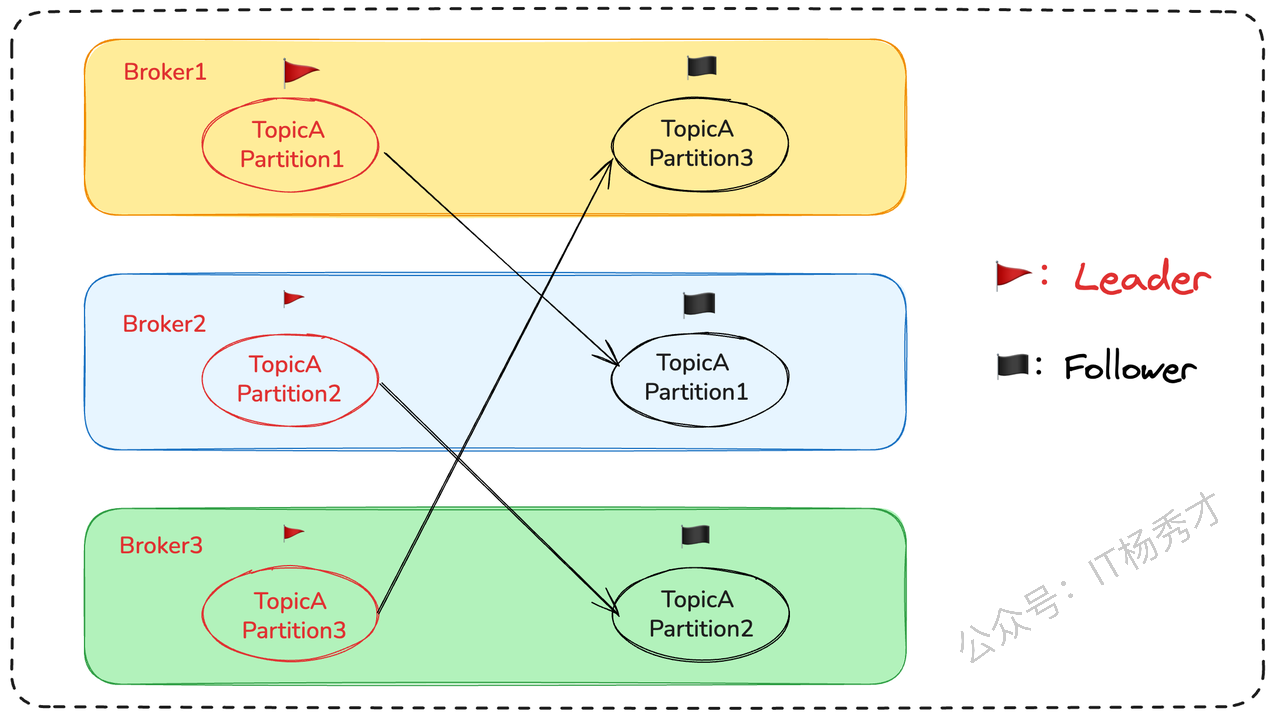 Broker1
TopicA
Partition1
TopicA
Partition3
Broker2
TopicA
Partition2
TopicA
Partition1
Broker3
TopicA
Partition3
TopicA
Partition2
: Leader
: Follower
公众号：IT杨秀才